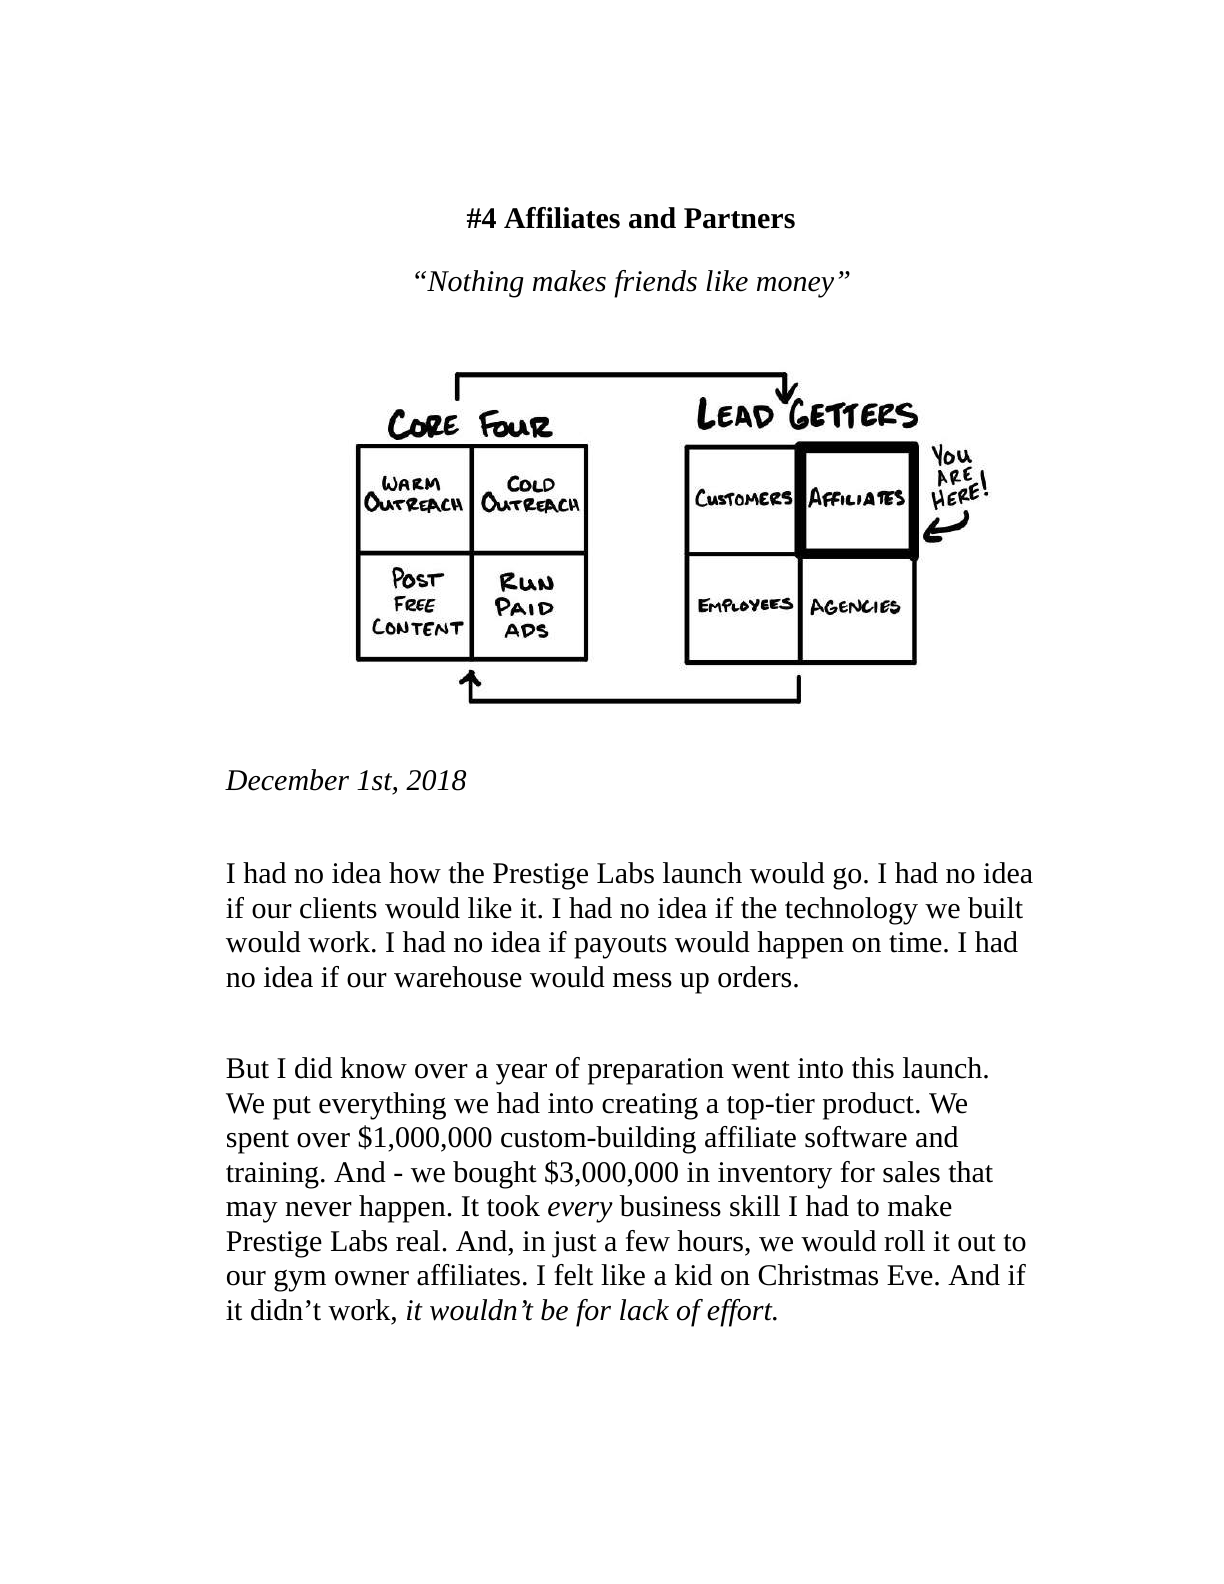 #4 Affiliates and Partners
“Nothing makes friends like money”
CORE FOUR
WARM
OUTREACH
COLD
OUTREACH
POST
FREE
CONTENT
RUN
PAID
ADS
LEAD GETTERS
CUSTOMERS
AFFILIATES
EMPLOYEES
AGENCIES
YOU
ARE
HERE!
December 1st, 2018
I had no idea how the Prestige Labs launch would go. I had no idea
if our clients would like it. I had no idea if the technology we built
would work. I had no idea if payouts would happen on time. I had
no idea if our warehouse would mess up orders.
But I did know over a year of preparation went into this launch.
We put everything we had into creating a top-tier product. We
spent over $1,000,000 custom-building affiliate software and
training. And - we bought $3,000,000 in inventory for sales that
may never happen. It took every business skill I had to make
Prestige Labs real. And, in just a few hours, we would roll it out to
our gym owner affiliates. I felt like a kid on Christmas Eve. And if
it didn’t work, it wouldn’t be for lack of effort.